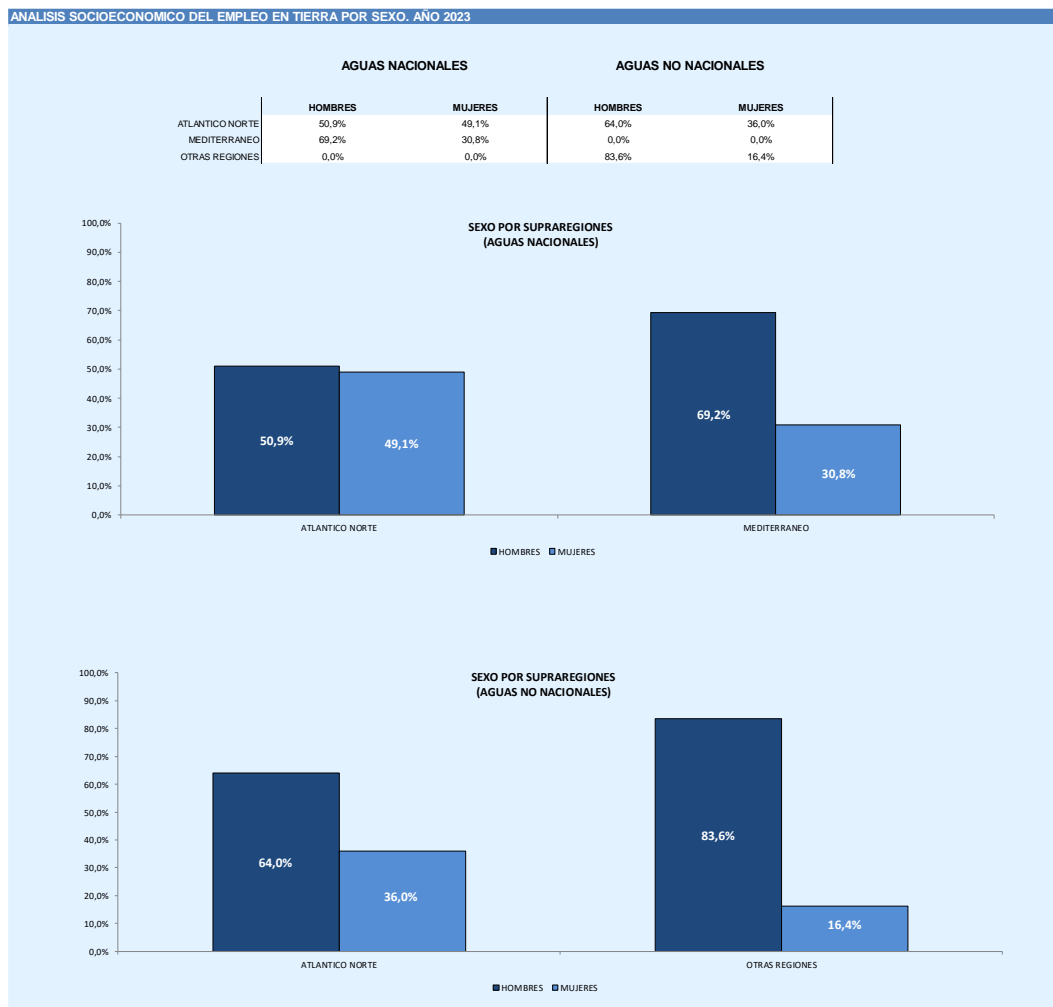 ANALISIS SOCIOECONOMICO DEL EMPLEO EN TIERRA POR SEXO. AÑO 2023
AGUAS NACIONALES AGUAS NO NACIONALES
HOMBRES MUJERES HOMBRES MUJERES
ATLANTICO NORTE 50,9% 49,1% 64,0% 36,0%
MEDITERRANEO 69,2% 30,8% 0,0% 0,0%
OTRAS REGIONES 0,0% 0,0% 83,6% 16,4%
SEXO POR SUPRAREGIONES
(AGUAS NACIONALES)
100,0%
90,0%
80,0%
70,0%
60,0%
50,0%
40,0%
30,0%
20,0%
10,0%
0,0%
50,9%
49,1%
69,2%
30,8%
ATLANTICO NORTE MEDITERRANEO
HOMBRES MUJERES
SEXO POR SUPRAREGIONES
(AGUAS NO NACIONALES)
100,0%
90,0%
80,0%
70,0%
60,0%
50,0%
40,0%
30,0%
20,0%
10,0%
0,0%
64,0%
36,0%
83,6%
16,4%
ATLANTICO NORTE OTRAS REGIONES
HOMBRES MUJERES